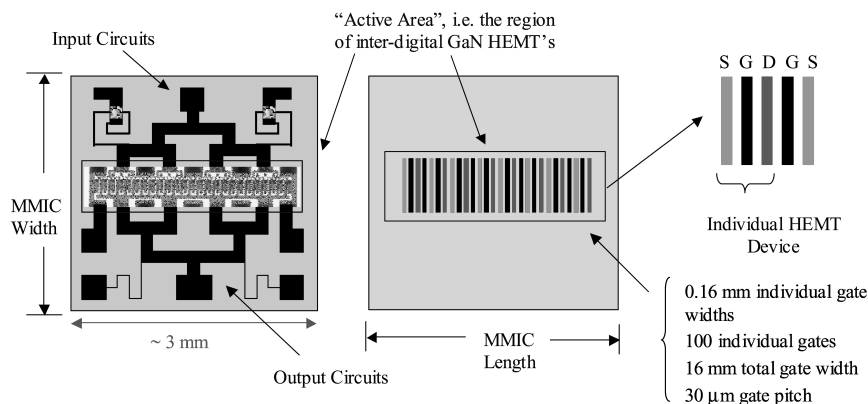 Input Circuits
“Active Area”, i.e. the region
of inter-digital GaN HEMT’s
S G D G S
MMIC
Width
Individual HEMT
Device
~ 3 mm
Output Circuits
MMIC
Length
0.16 mm individual gate
widths
100 individual gates
16 mm total gate width
30 μm gate pitch